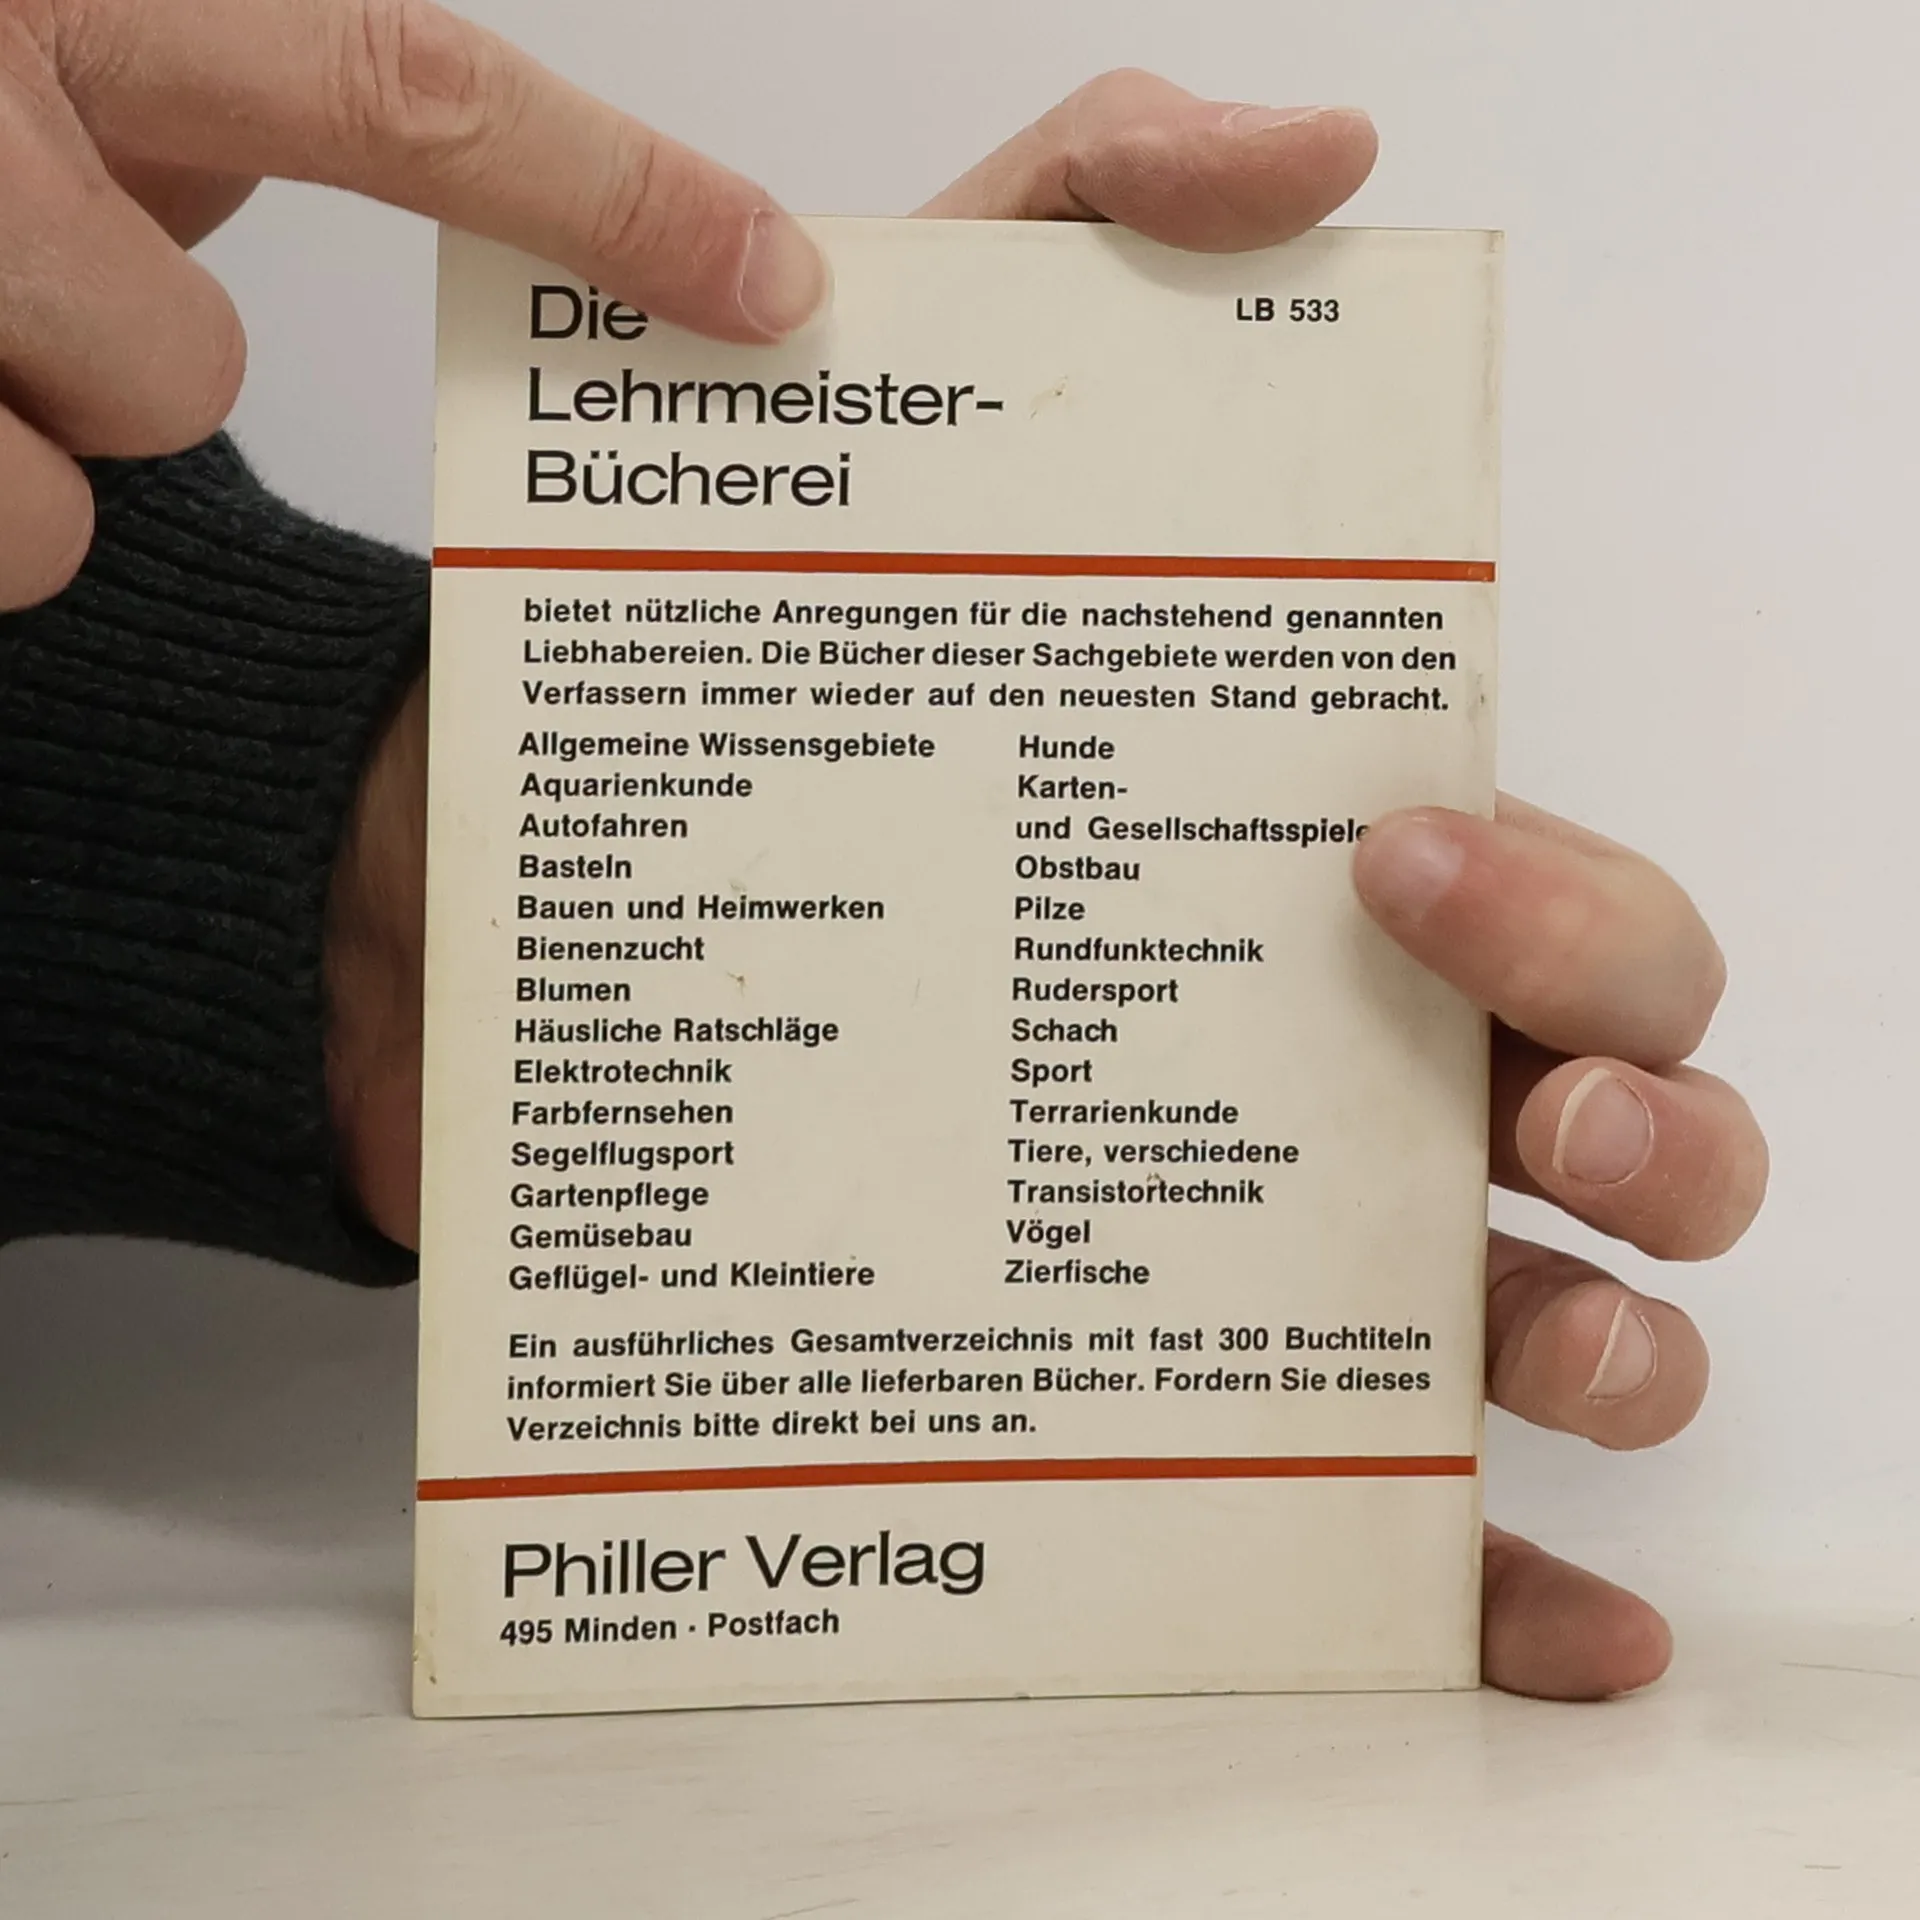 Die
LB 533
Lehrmeister-
Bücherei
bietet nützliche Anregungen für die nachstehend genannten
Liebhabereien. Die Bücher dieser Sachgebiete werden von den
Verfassern immer wieder auf den neuesten Stand gebracht.
Allgemeine Wissensgebiete
Aquarienkunde
Autofahren
Basteln
Bauen und Heimwerken
Bienenzucht
Blumen
Häusliche Ratschläge
Elektrotechnik
Farbfernsehen
Segelflugsport
Gartenpflege
Gemüsebau
Geflügel- und Kleintiere
Hunde
Karten-
und Gesellschaftsspiele
Obstbau
Pilze
Rundfunktechnik
Rudersport
Schach
Sport
Terrarienkunde
Tiere, verschiedene
Transistortechnik
Vögel
Zierfische
Ein ausführliches Gesamtverzeichnis mit fast 300 Buchtiteln
informiert Sie über alle lieferbaren Bücher. Fordern Sie dieses
Verzeichnis bitte direkt bei uns an.
Philler Verlag
495 Minden · Postfach